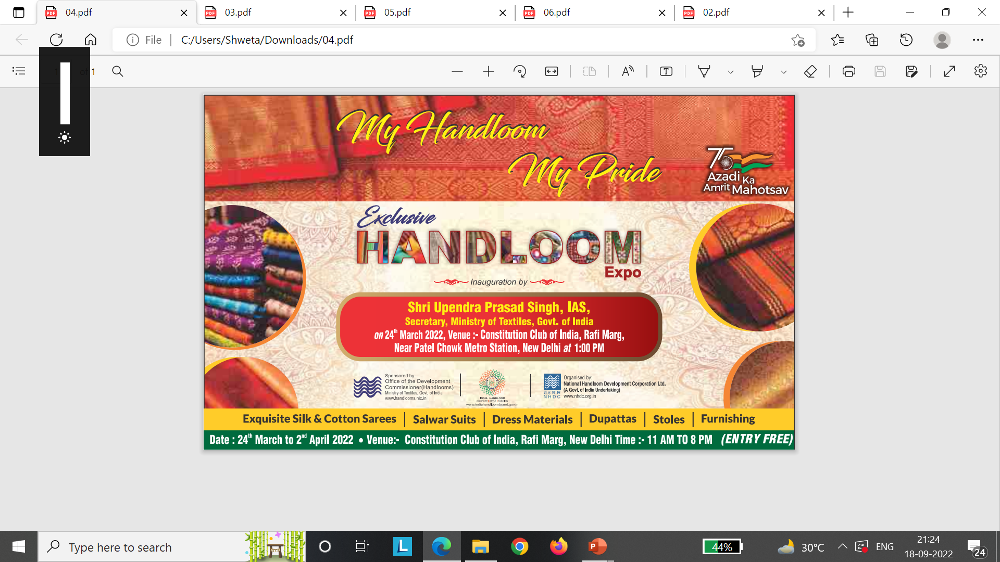 04.pdf
03.pdf
05.pdf
06.pdf
02.pdf
File
C:/Users/Shweta/Downloads/04.pdf
1 of 1
My Handloom
My Pride
75
Azadi Ka
Amrit Mahotsav
Exclusive
HANDLOOM
Expo
Inauguration by
Shri Upendra Prasad Singh, IAS,
Secretary, Ministry of Textiles, Govt. of India
on 24th March 2022, Venue :- Constitution Club of India, Rafi Marg,
Near Patel Chowk Metro Station, New Delhi at 1:00 PM
Sponsored by:
Office of the Development
Commissioner(Handlooms)
Ministry of Textiles, Govt. of India
www.handlooms.nic.in
INDIA HANDLOOM
COMFORT | STYLE | FASHION
www.indiahandloombrand.gov.in
NHDC
Organised by:
National Handloom Development Corporation Ltd.
(A Govt. of India Undertaking)
www.nhdc.org.in
Exquisite Silk & Cotton Sarees | Salwar Suits | Dress Materials | Dupattas | Stoles | Furnishing
Date : 24th March to 2nd April 2022 • Venue:- Constitution Club of India, Rafi Marg, New Delhi Time :- 11 AM TO 8 PM (ENTRY FREE)
Type here to search
44%
30°C
ENG
21:24
18-09-2022
24